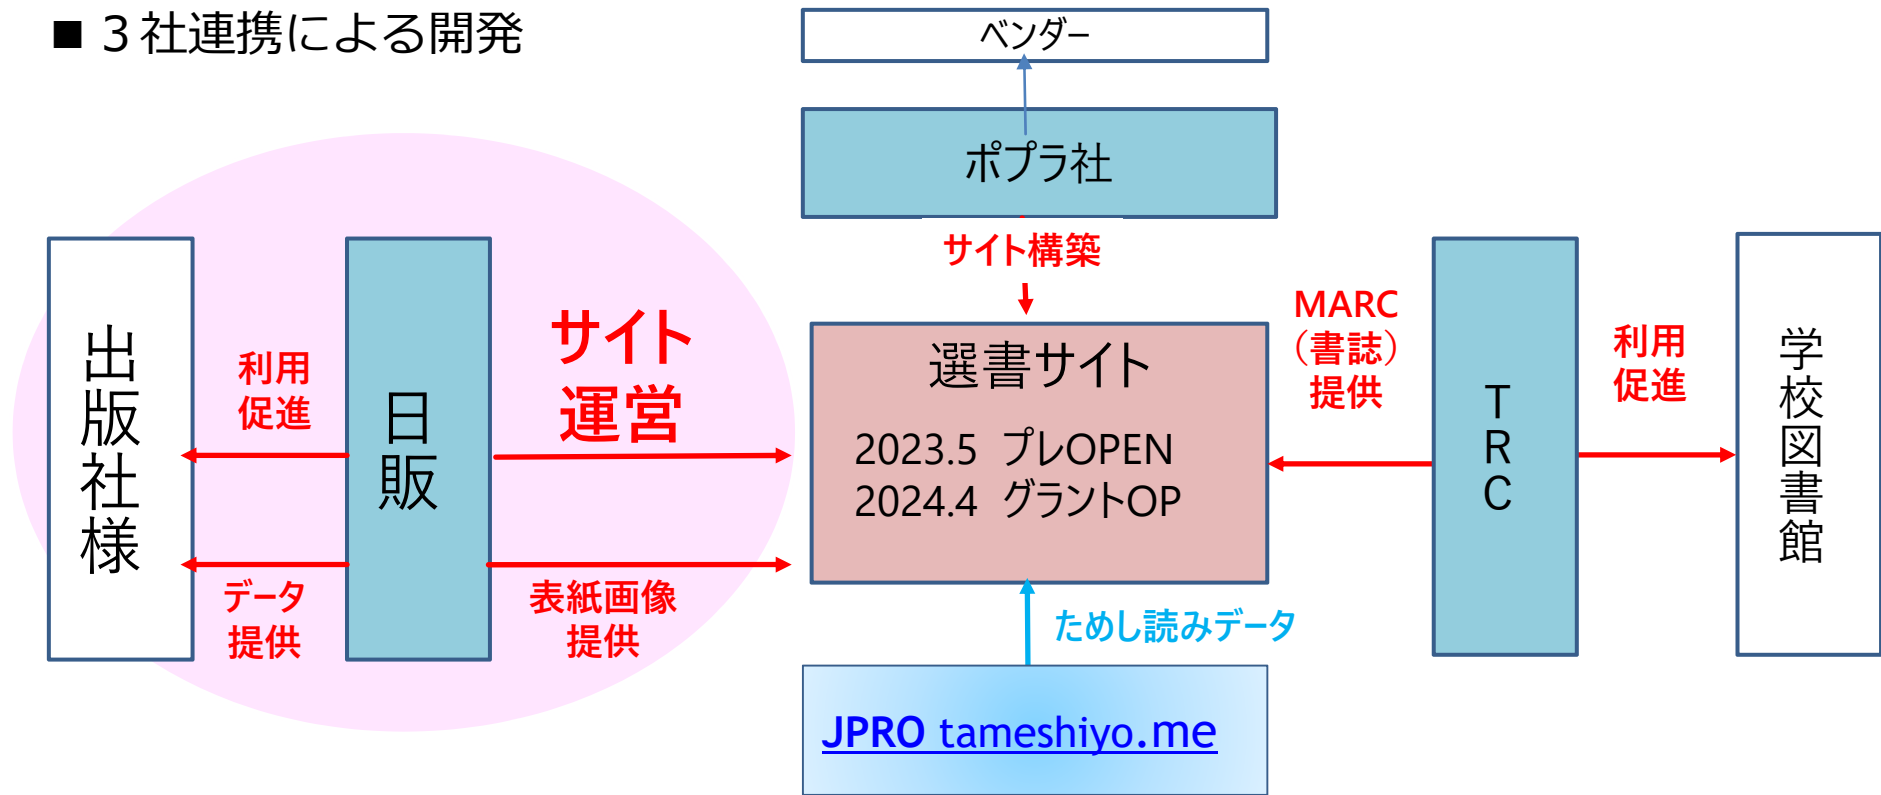 ■ 3社連携による開発
ベンダー
ポプラ社
サイト構築
出版社様
利用
促進
データ
提供
日販
サイト
運営
表紙画像
提供
選書サイト
2023.5 プレOPEN
2024.4 グラントOP
MARC
（書誌）
提供
TRC
利用
促進
学校図書館
ためし読みデータ
JPRO tameshiyo.me